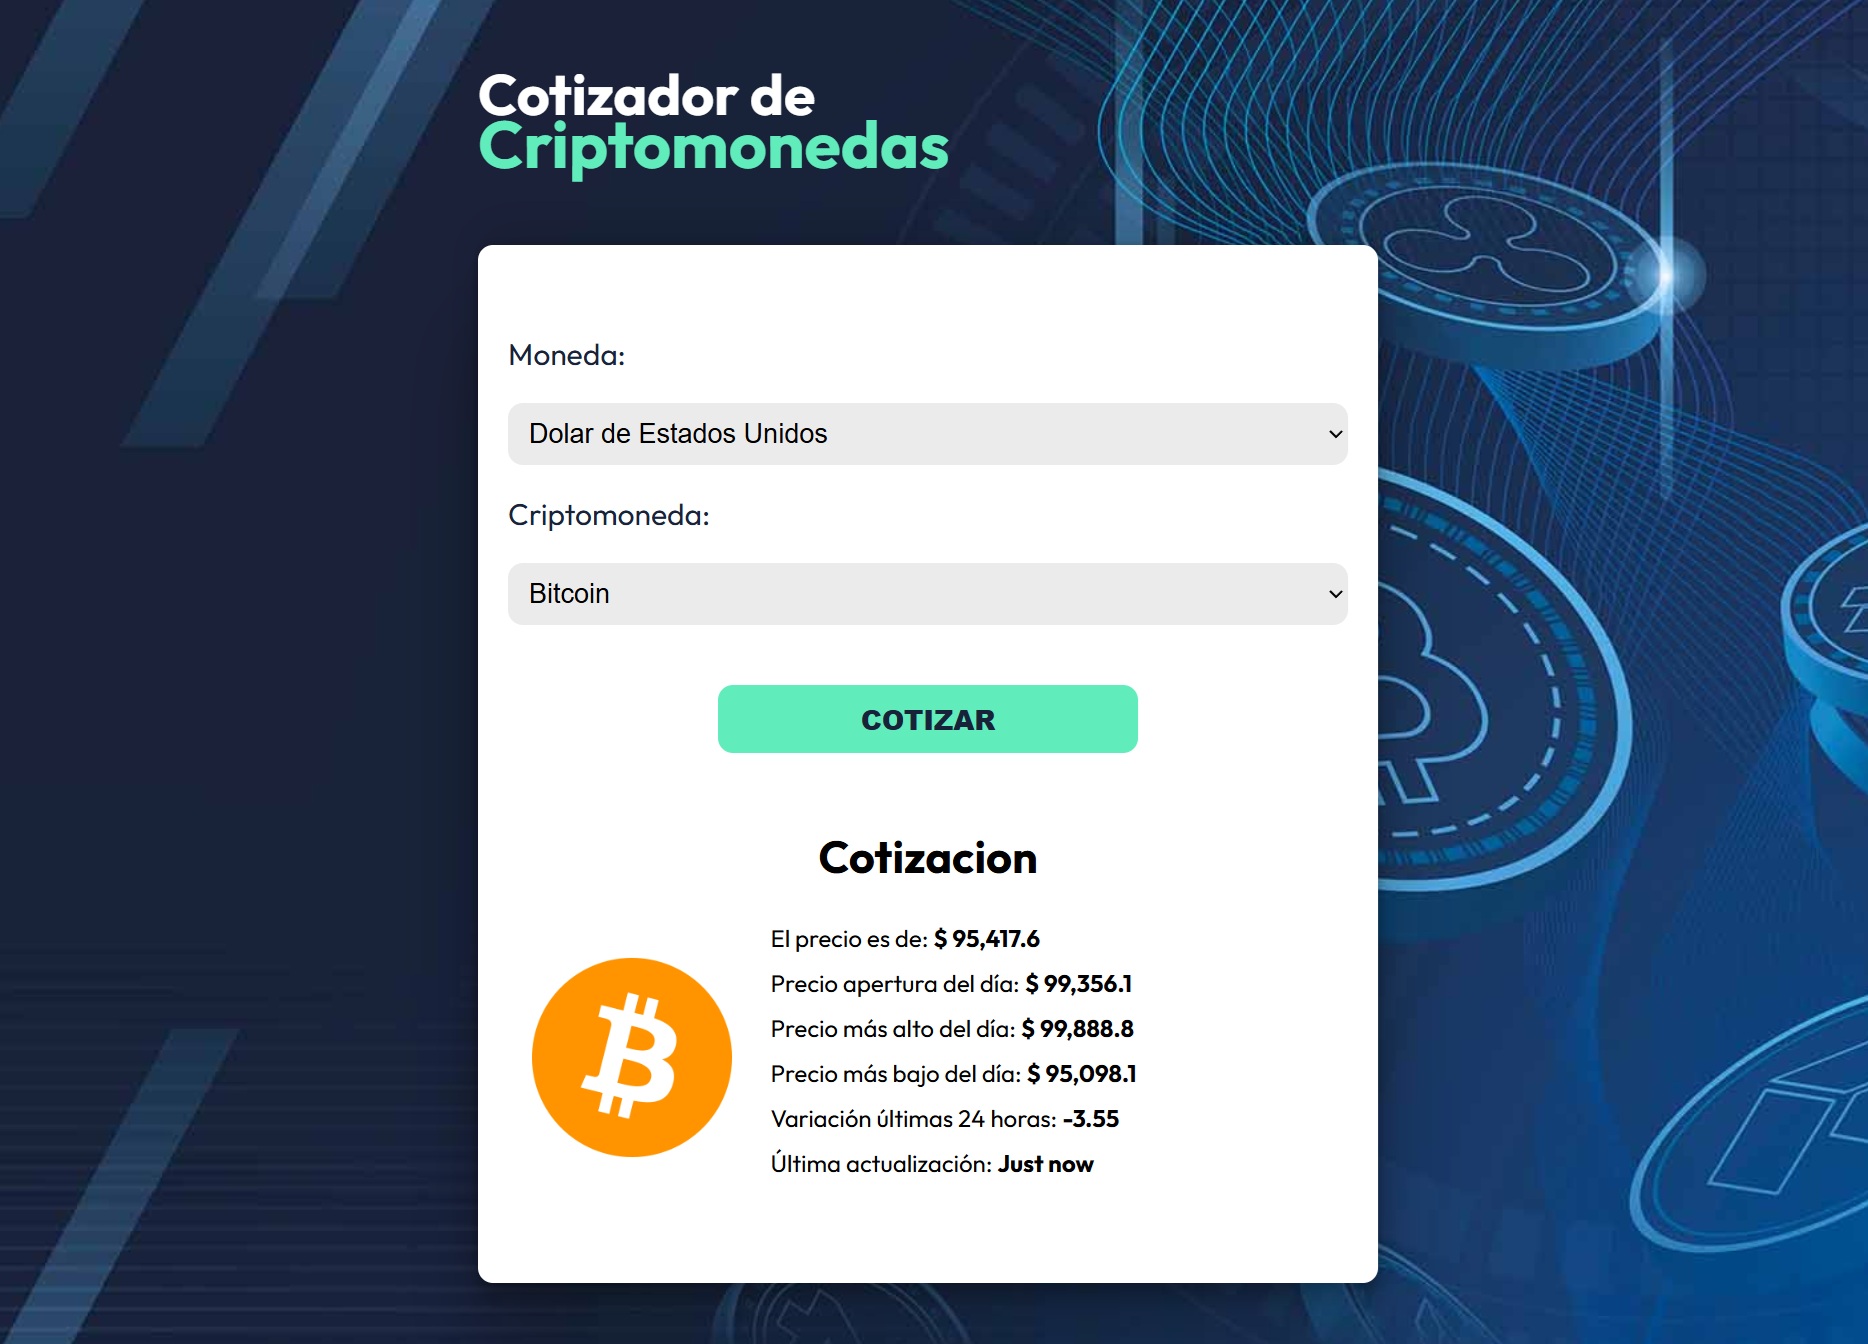 Cotizador de
Criptomonedas
Moneda:
Dolar de Estados Unidos
Criptomoneda:
Bitcoin
COTIZAR
Cotizacion
El precio es de: $ 95,417.6
Precio apertura del día: $ 99,356.1
Precio más alto del día: $ 99,888.8
Precio más bajo del día: $ 95,098.1
Variación últimas 24 horas: -3.55
Última actualización: Just now